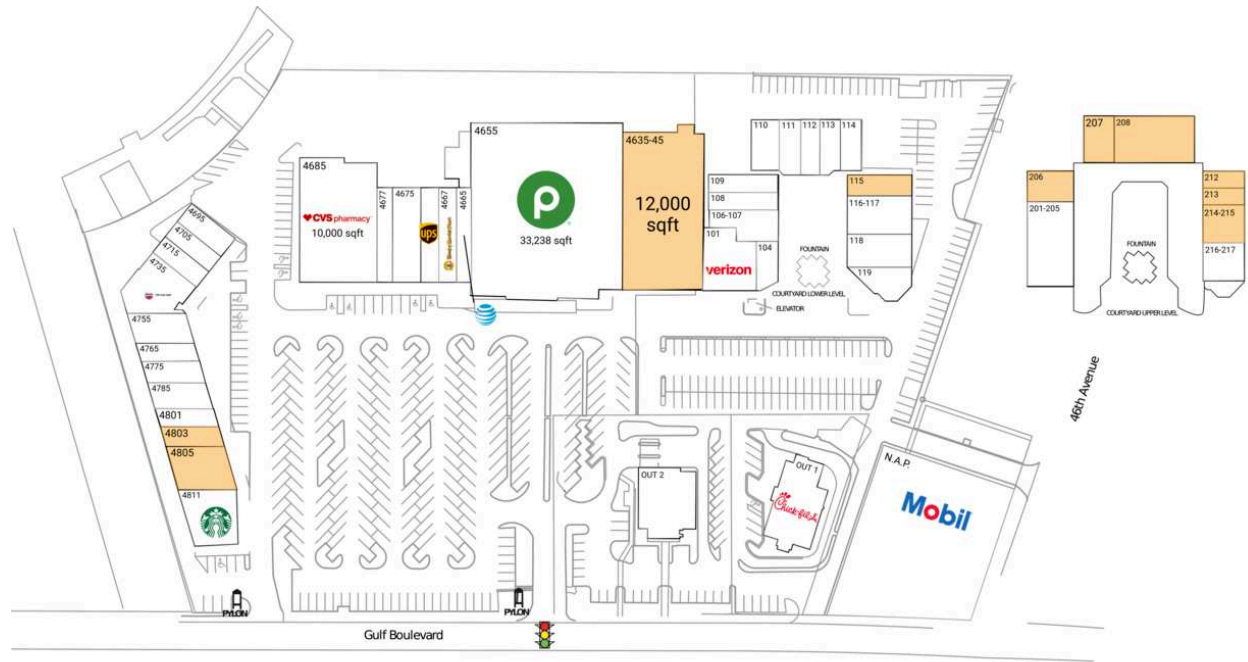 4655
4635-45
110
111
112
113
114
207
208
4685
4677
4675
4667
4665
109
108
106-107
101
104
115
116-117
118
119
206
201-205
212
213
214-215
216-217
CVS pharmacy
10,000 sqft
ups
33,238 sqft
12,000
sqft
verizon
FOUNTAIN
FOUNTAIN
COURTYARD LOWER LEVEL
COURTYARD UPPER LEVEL
ELEVATOR
4695
4705
4715
4735
4755
4765
4775
4785
4801
4803
4805
4811
46th Avenue
OUT 2
OUT 1
Chick-fil-A
N.A.P.
Mobil
PYLON
PYLON
Gulf Boulevard